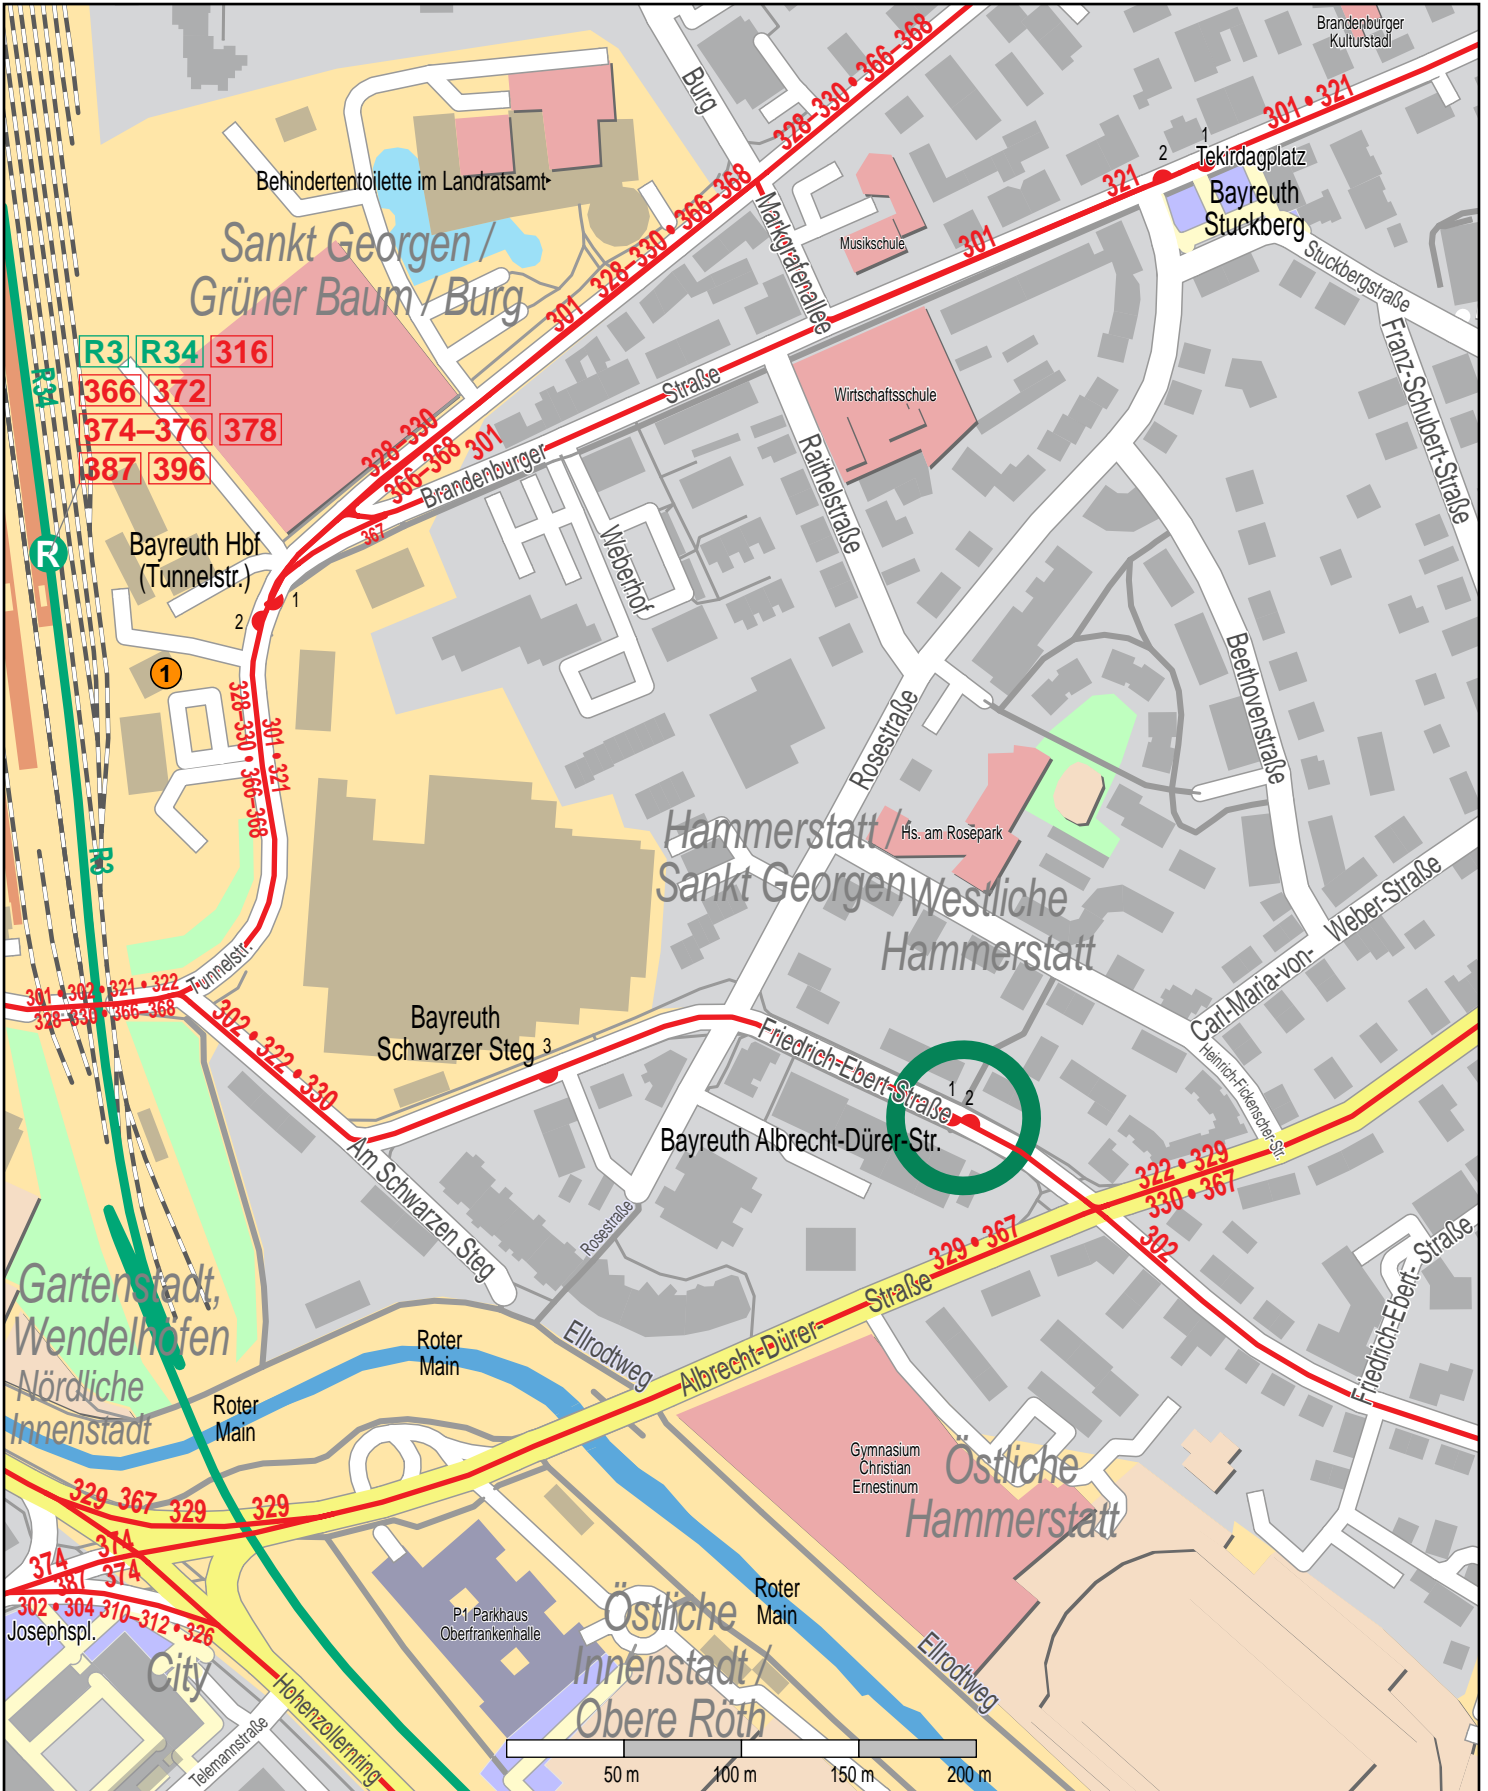 Brandenburger
Kulturstadl
Burg
328–330 • 366–368
301 • 321
1
Tekirdagplatz
2
321
Bayreuth
Stuckberg
Behindertentoilette im Landratsamt
Markgrafenallee
Musikschule
301
Stuckbergstraße
Sankt Georgen /
Grüner Baum / Burg
301
328–330 • 366–368
Franz-Schubert-Straße
R3 R34 316
366 372
374–376 378
387 396
R34
Straße
Wirtschaftsschule
328–330
366–368
301
Brandenburger
367
Raithelstraße
Weberhof
R
Bayreuth Hbf
(Tunnelstr.)
1
2
1
Beethovenstraße
328–330 • 366–368
301 • 321
Rosestraße
R3
Hammerstatt /
Sankt Georgen
Hs. am Rosepark
Westliche
Hammerstatt
Carl-Maria-von-
Weber-Straße
Tunnelstr.
301 • 302 • 321 • 322
328–330 • 366–368
302 • 322 • 330
Bayreuth
Schwarzer Steg
3
Friedrich-Ebert-Straße
1
2
Heinrich-Fickenscher-Str.
Bayreuth Albrecht-Dürer-Str.
Am Schwarzen Steg
Rosestraße
322 • 329
330 • 367
329 • 367
302
Friedrich-Ebert-
Straße
Gartenstadt,
Wendelhöfen
Nördliche
Innenstadt
Roter
Main
Roter
Main
Ellrodtweg
Albrecht-Dürer-
Straße
Gymnasium
Christian
Ernestinum
Östliche
Hammerstatt
329
367
329
329
374
374
374
387
302 • 304
310–312 • 326
Josephspl.
City
P1 Parkhaus
Oberfrankenhalle
Östliche
Innenstadt /
Obere Röth
Roter
Main
Ellrodtweg
Hohenzollernring
Telemannstraße
50 m
100 m
150 m
200 m